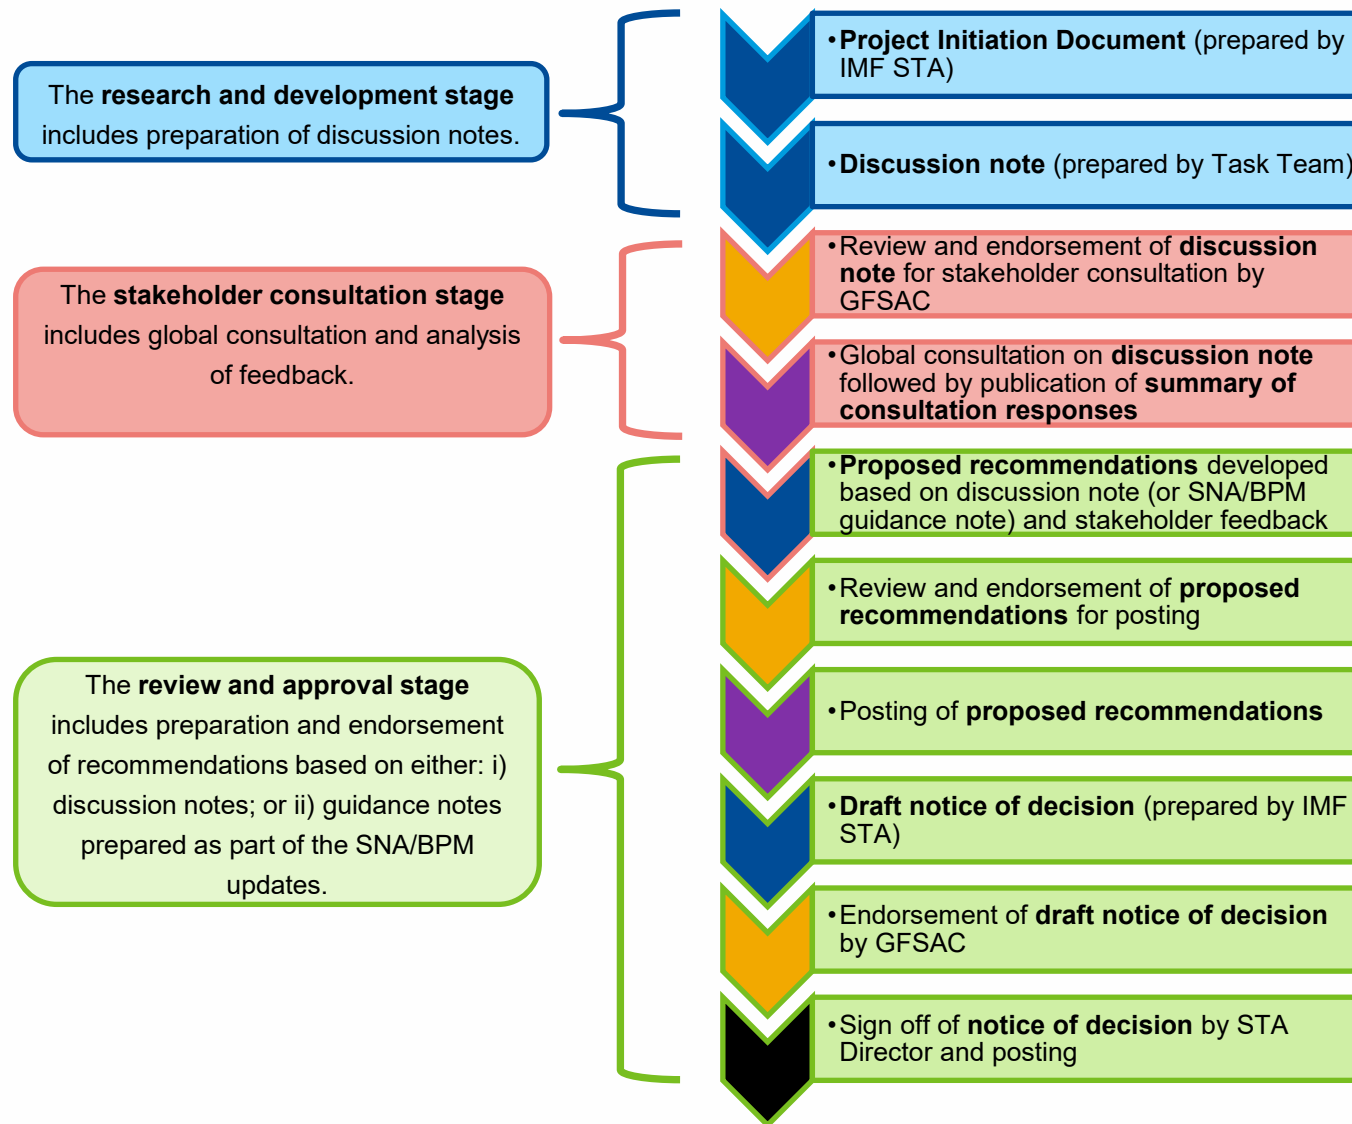 The research and development stage
includes preparation of discussion notes.
•Project Initiation Document (prepared by
IMF STA)
•Discussion note (prepared by Task Team)
The stakeholder consultation stage
includes global consultation and analysis
of feedback.
•Review and endorsement of discussion
note for stakeholder consultation by
GFSAC
•Global consultation on discussion note
followed by publication of summary of
consultation responses
The review and approval stage
includes preparation and endorsement
of recommendations based on either: i)
discussion notes; or ii) guidance notes
prepared as part of the SNA/BPM
updates.
•Proposed recommendations developed
based on discussion note (or SNA/BPM
guidance note) and stakeholder feedback
•Review and endorsement of proposed
recommendations for posting
•Posting of proposed recommendations
•Draft notice of decision (prepared by IMF
STA)
•Endorsement of draft notice of decision
by GFSAC
•Sign off of notice of decision by STA
Director and posting